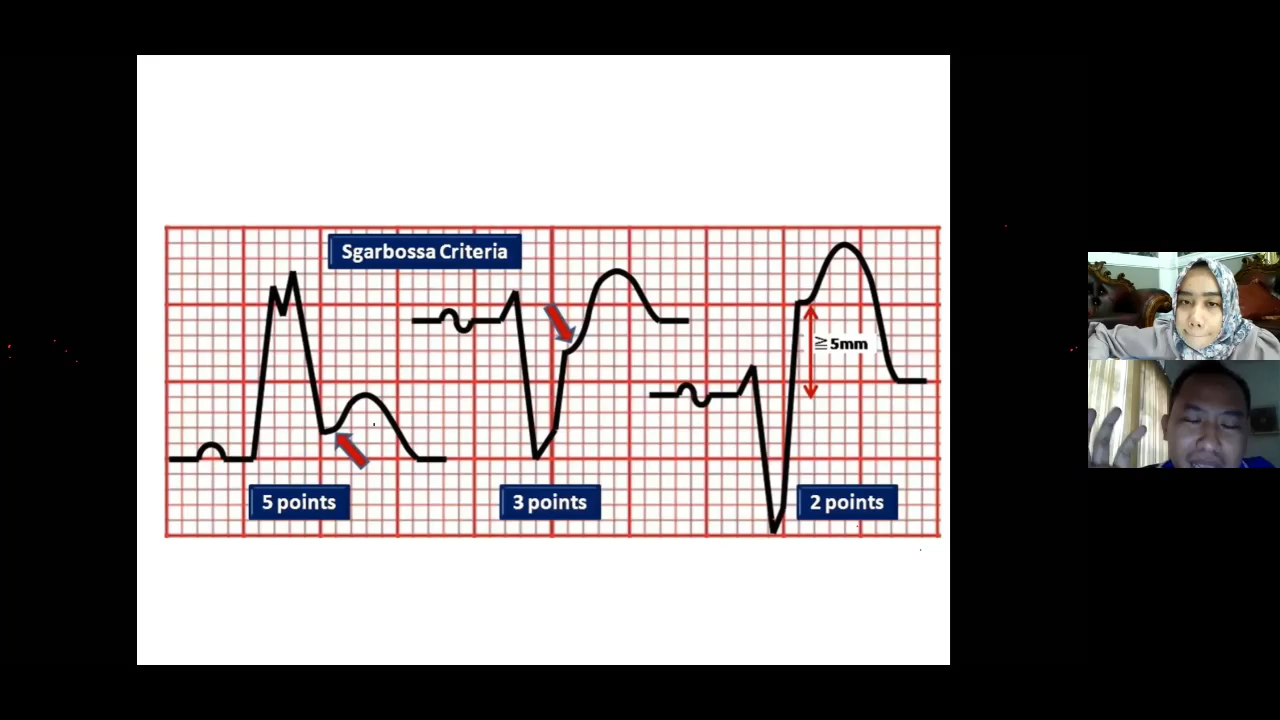 Sgarbossa Criteria
≧ 5mm
5 points
3 points
2 points